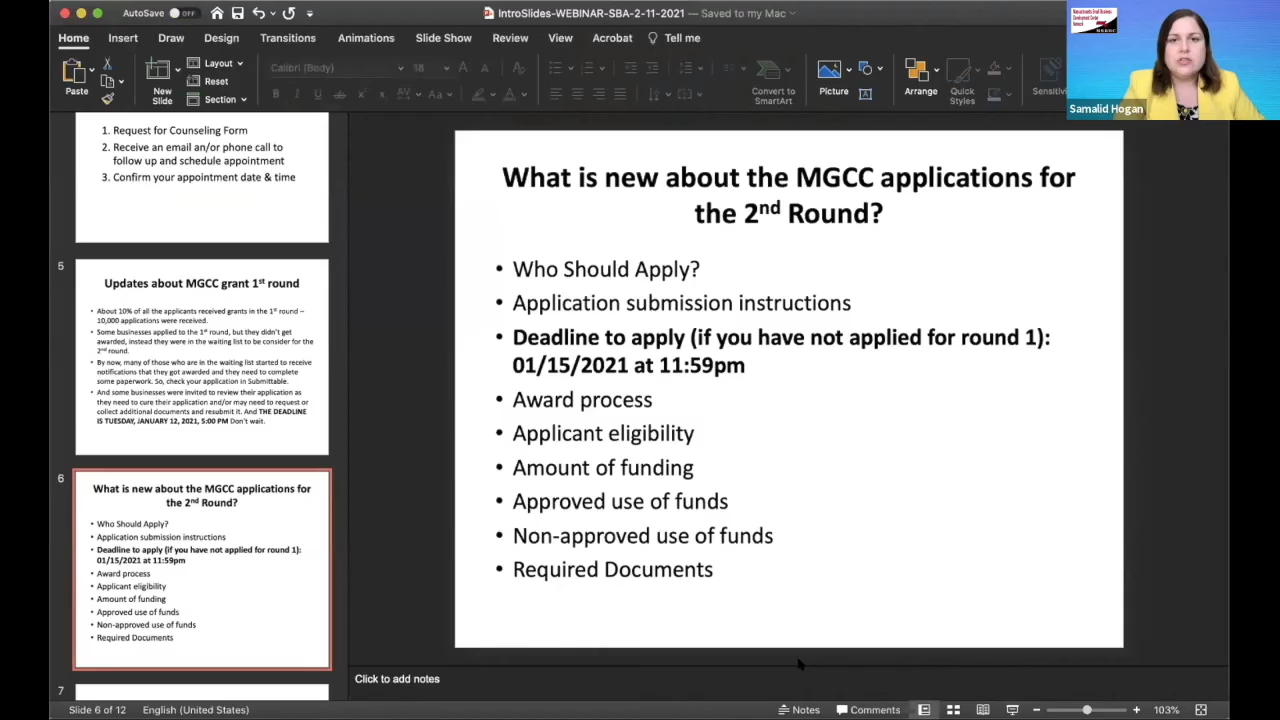 AutoSave OFF
IntroSlides-WEBINAR-SBA-2-11-2021 — Saved to my Mac
Home Insert Draw Design Transitions Animations Slide Show Review View Acrobat Tell me
Paste
New
Slide
Layout
Reset
Section
Calibri (Body) 18
Convert to
SmartArt
Picture
Arrange
Quick
Styles
Massachusetts Small Business
Development Center
Network
MSBDC
Samalid Hogan
1. Request for Counseling Form
2. Receive an email an/or phone call to
follow up and schedule appointment
3. Confirm your appointment date & time
5
Updates about MGCC grant 1st round
• About 10% of all the applicants received grants in the 1st round –
10,000 applications were received.
• Some businesses applied to the 1st round, but they didn't get
awarded, instead they were in the waiting list to be consider for the
2nd round.
• By now, many of those who are in the waiting list started to receive
notifications that they got awarded and they need to complete
some paperwork. So, check your application in Submittable.
• And some businesses were invited to review their application as
they need to cure their application and/or may need to request or
collect additional documents and resubmit it. And THE DEADLINE
IS TUESDAY, JANUARY 12, 2021, 5:00 PM Don't wait.
6
What is new about the MGCC applications for
the 2nd Round?
• Who Should Apply?
• Application submission instructions
• Deadline to apply (if you have not applied for round 1):
01/15/2021 at 11:59pm
• Award process
• Applicant eligibility
• Amount of funding
• Approved use of funds
• Non-approved use of funds
• Required Documents
7
What is new about the MGCC applications for
the 2nd Round?
• Who Should Apply?
• Application submission instructions
• Deadline to apply (if you have not applied for round 1):
01/15/2021 at 11:59pm
• Award process
• Applicant eligibility
• Amount of funding
• Approved use of funds
• Non-approved use of funds
• Required Documents
Click to add notes
Slide 6 of 12 English (United States) Notes Comments 103%